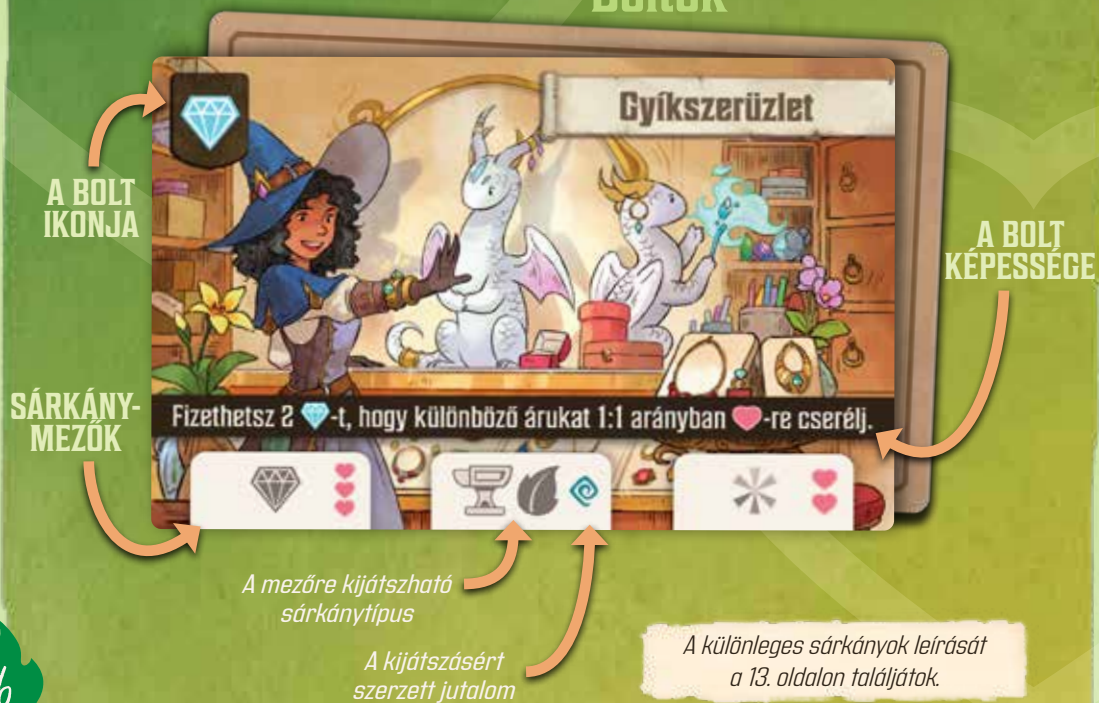 BOLTOK
Gyíkszerüzlet
A BOLT
IKONJA
A BOLT
KÉPESSÉGE
SÁRKÁNY-
MEZŐK
Fizethetsz 2 -t, hogy különböző árukat 1:1 arányban -re cserélj.
A mezőre kijátszható
sárkánytípus
A kijátszásért
szerzett jutalom
A különleges sárkányok leírását
a 13. oldalon találjátok.